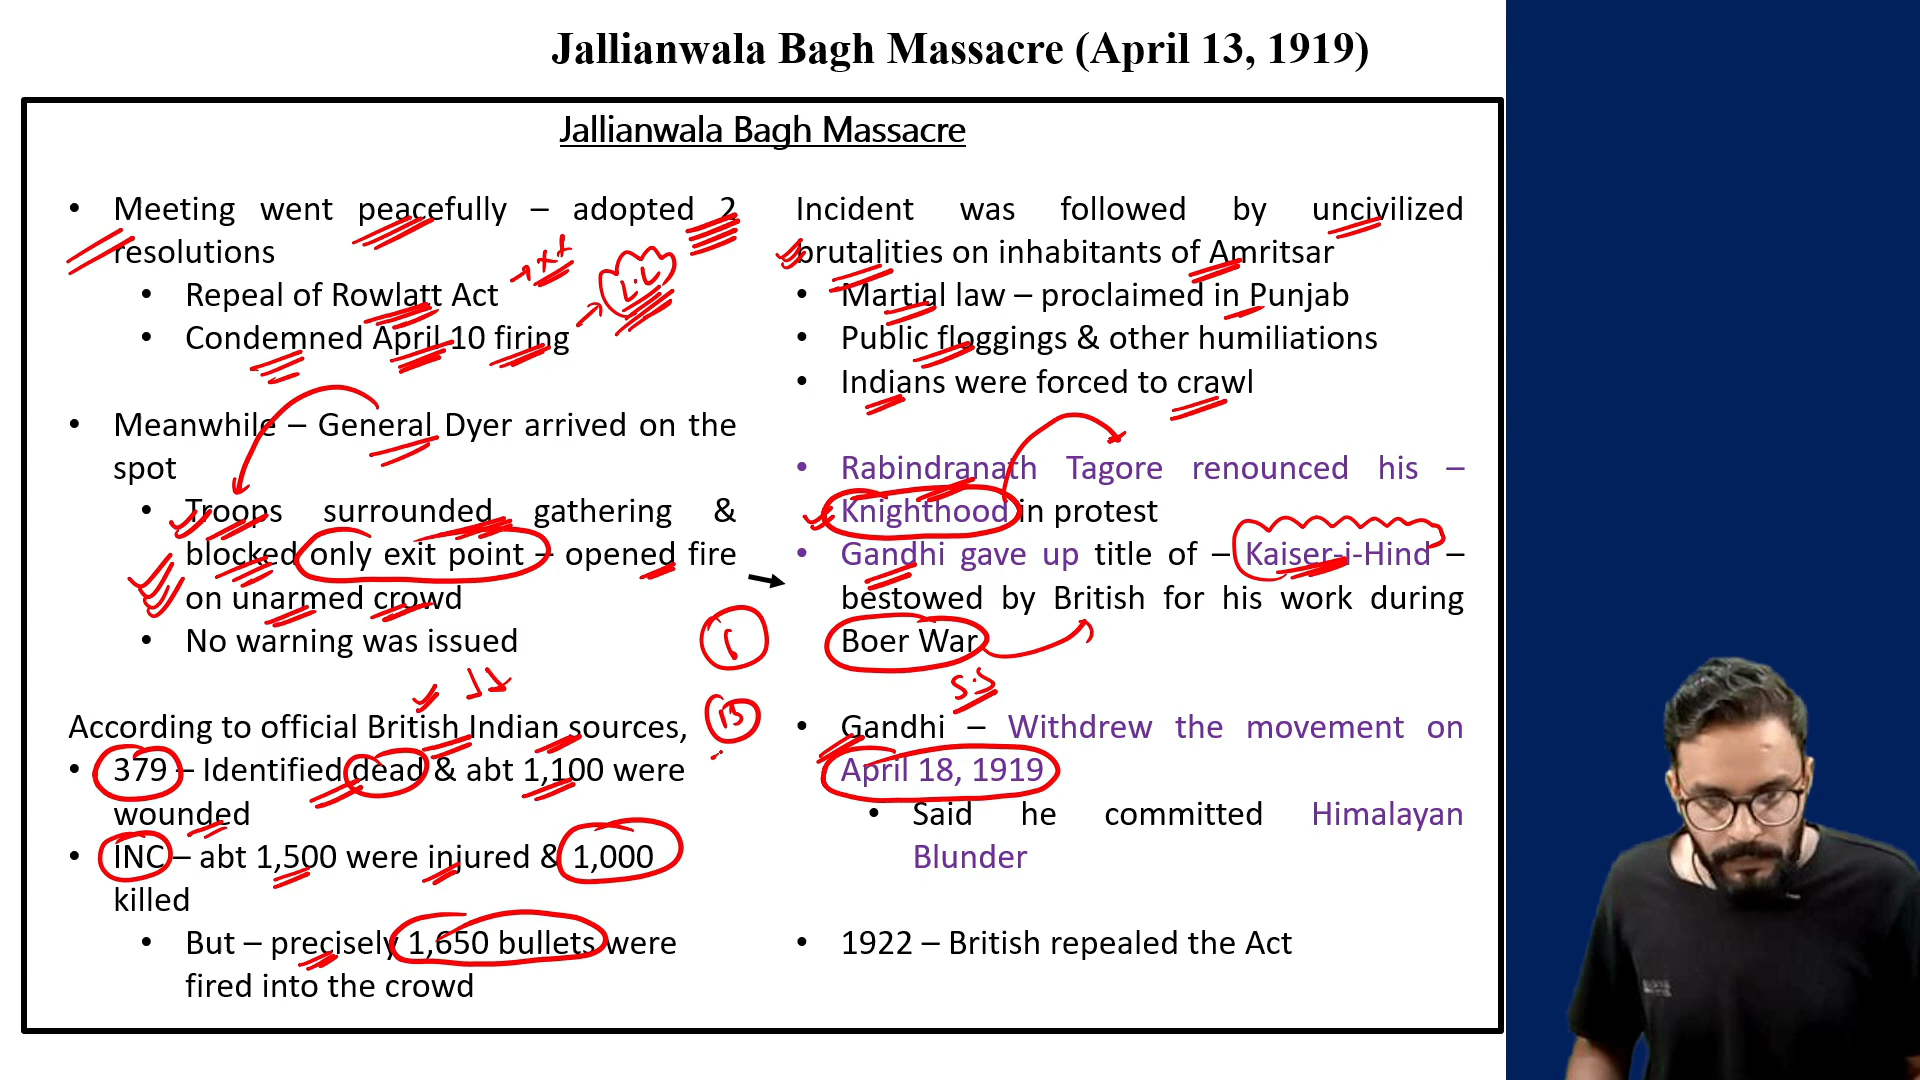 Jallianwala Bagh Massacre (April 13, 1919)
Jallianwala Bagh Massacre
• Meeting went peacefully – adopted 2
resolutions
• Repeal of Rowlatt Act
• Condemned April 10 firing
• Meanwhile – General Dyer arrived on the
spot
• Troops surrounded gathering &
blocked only exit point – opened fire
on unarmed crowd
• No warning was issued
According to official British Indian sources,
• 379 – Identified dead & abt 1,100 were
wounded
• INC – abt 1,500 were injured & 1,000
killed
• But – precisely 1,650 bullets were
fired into the crowd
Incident was followed by uncivilized
brutalities on inhabitants of Amritsar
• Martial law – proclaimed in Punjab
• Public floggings & other humiliations
• Indians were forced to crawl
• Rabindranath Tagore renounced his –
Knighthood in protest
• Gandhi gave up title of – Kaiser-i-Hind –
bestowed by British for his work during
Boer War
• Gandhi – Withdrew the movement on
April 18, 1919
• Said he committed Himalayan
Blunder
• 1922 – British repealed the Act